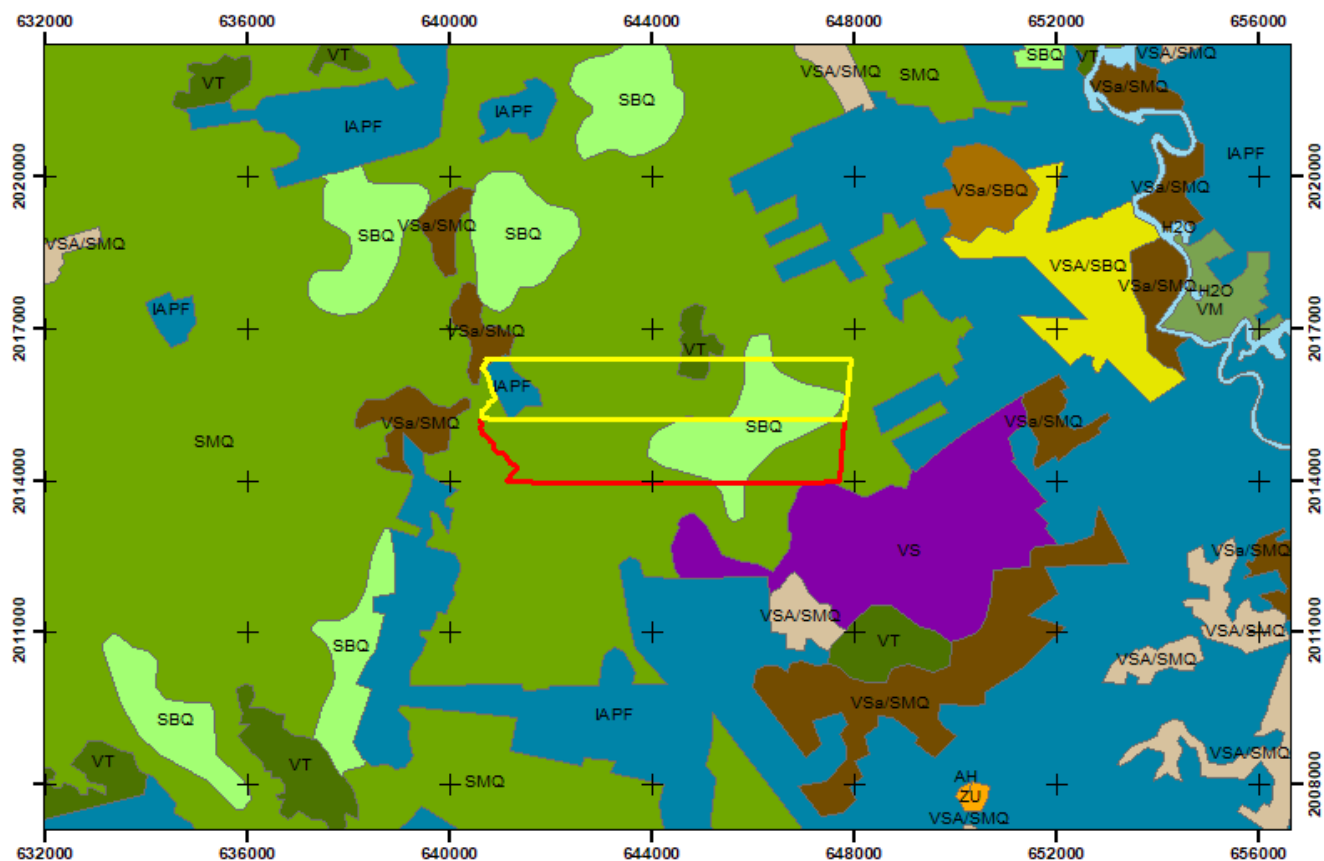 632000 636000 640000 644000 648000 652000 656000
VT VSA/SMQ SMQ SBQ VT VSA/SMQ
VT VSa/SMQ
IAPF IAPF SBQ
IAPF
2020000 VSa/SBQ VSa/SMQ 2020000
VSa/SMQ SBQ SBQ H2O
VSA/SMQ
VSA/SBQ
VSa/SMQ H2O
IAPF VM
2017000 VSa/SMQ 2017000
VT
IAPF
SMQ VSa/SMQ SBQ VSa/SMQ
2014000 2014000
VS VSa/SMQ
2011000 SBQ VSA/SMQ VT VSA/SMQ 2011000
VSA/SMQ
SBQ IAPF VSa/SMQ
VT VT VSA/SMQ
2008000 SMQ AH 2008000
ZU
VSA/SMQ
632000 636000 640000 644000 648000 652000 656000